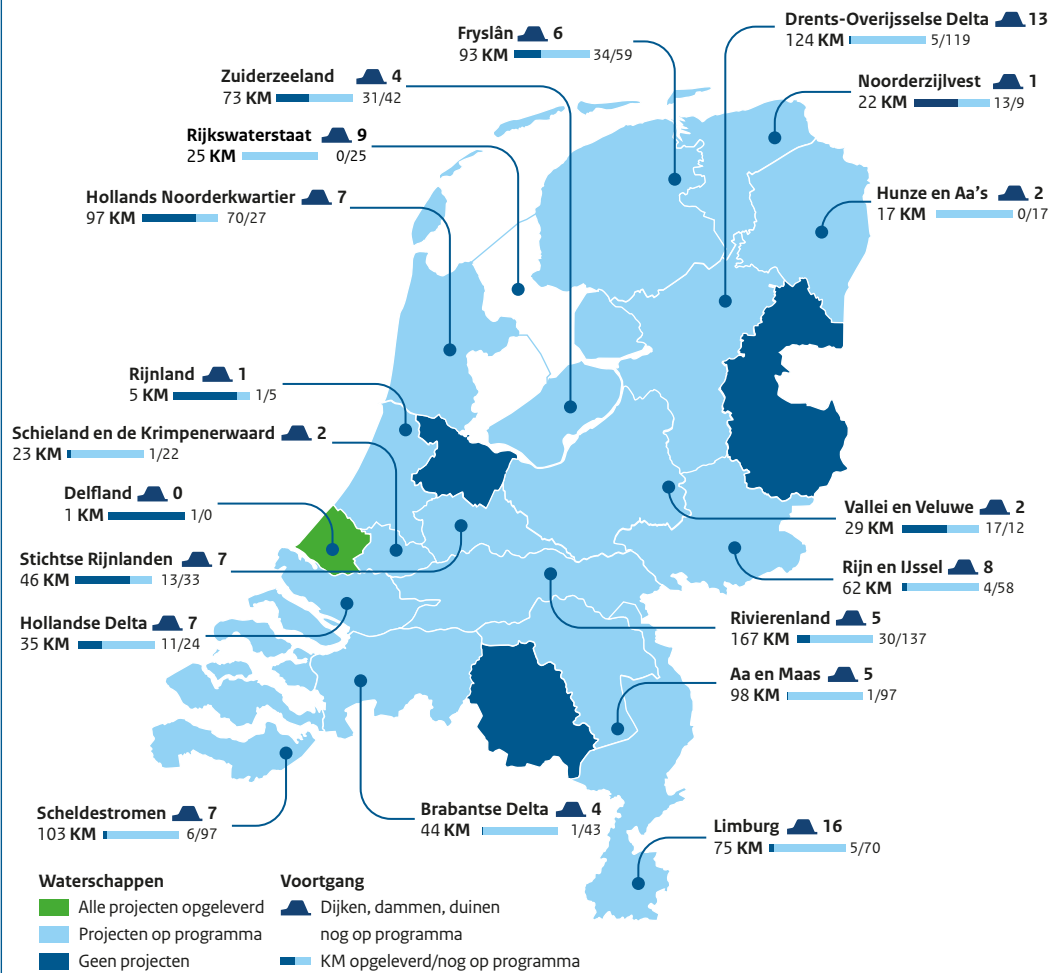 Fryslân 6
93 KM 34/59
Drents-Overijsselse Delta 13
124 KM 5/119
Zuiderzeeland 4
73 KM 31/42
Noorderzijlvest 1
22 KM 13/9
Rijkswaterstaat 9
25 KM 0/25
Hollands Noorderkwartier 7
97 KM 70/27
Hunze en Aa's 2
17 KM 0/17
Rijnland 1
5 KM 1/5
Schieland en de Krimpenerwaard 2
23 KM 1/22
Delfland 0
1 KM 1/0
Stichtse Rijnlanden 7
46 KM 13/33
Hollandse Delta 7
35 KM 11/24
Vallei en Veluwe 2
29 KM 17/12
Rijn en IJssel 8
62 KM 4/58
Rivierenland 5
167 KM 30/137
Aa en Maas 5
98 KM 1/97
Scheldestromen 7
103 KM 6/97
Brabantse Delta 4
44 KM 1/43
Limburg 16
75 KM 5/70
Waterschappen
Alle projecten opgeleverd
Projecten op programma
Geen projecten
Voortgang
Dijken, dammen, duinen
nog op programma
KM opgeleverd/nog op programma